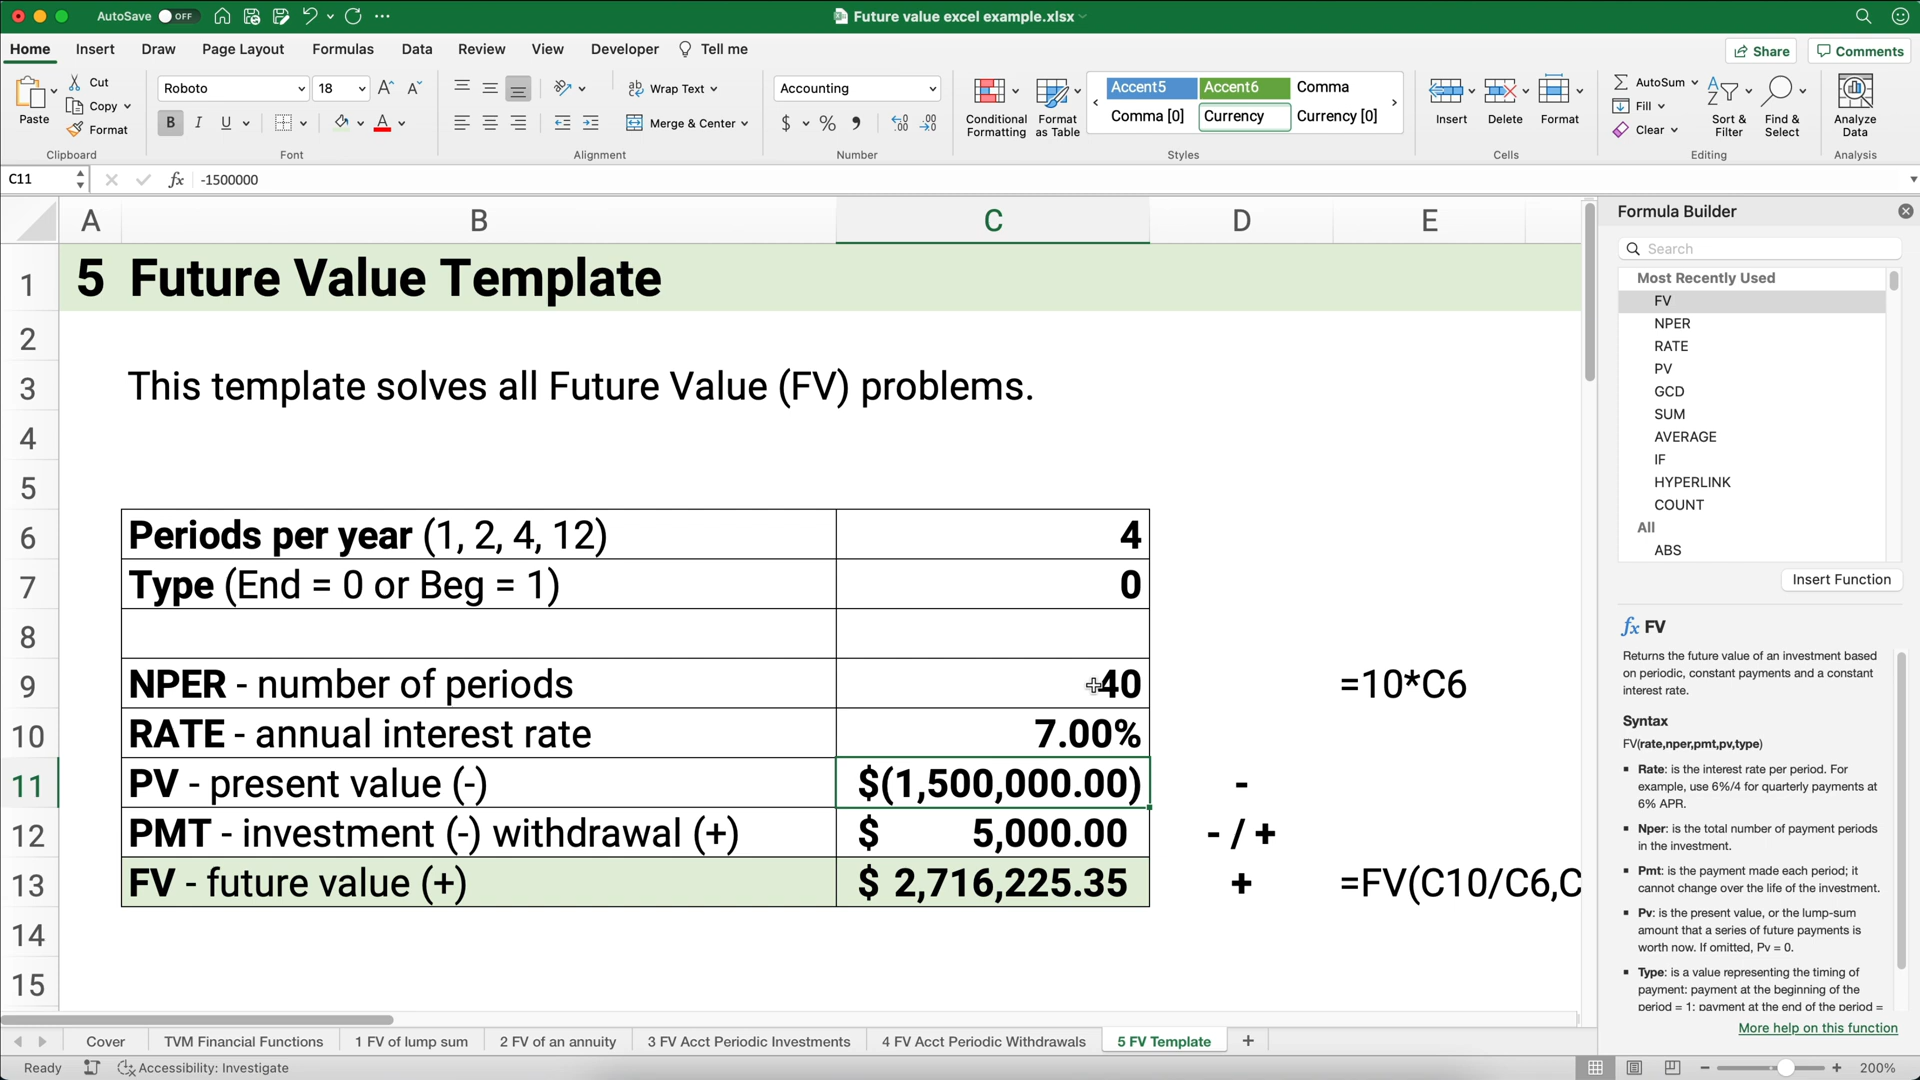 AutoSave OFF
Future value excel example.xlsx
Home Insert Draw Page Layout Formulas Data Review View Developer Tell me
Share Comments
Paste
Cut
Copy
Format
Clipboard
Roboto 18
B I U A
Font
Wrap Text
Merge & Center
Alignment
Accounting
$ % ,
Number
Conditional Formatting
Format as Table
Accent5 Accent6 Comma
Comma [0] Currency Currency [0]
Styles
Insert Delete Format
Cells
AutoSum
Fill
Clear
Sort & Filter
Find & Select
Editing
Analyze Data
Analysis
C11 fx -1500000
A B C D E
1 5 Future Value Template
2
3 This template solves all Future Value (FV) problems.
4
5
6 Periods per year (1, 2, 4, 12) 4
7 Type (End = 0 or Beg = 1) 0
8
9 NPER - number of periods 40 =10*C6
10 RATE - annual interest rate 7.00%
11 PV - present value (-) $(1,500,000.00) -
12 PMT - investment (-) withdrawal (+) $ 5,000.00 - / +
13 FV - future value (+) $ 2,716,225.35 + =FV(C10/C6,C
14
15
Formula Builder
Search
Most Recently Used
FV
NPER
RATE
PV
GCD
SUM
AVERAGE
IF
HYPERLINK
COUNT
All
ABS
Insert Function
fx FV
Returns the future value of an investment based
on periodic, constant payments and a constant
interest rate.
Syntax
FV(rate,nper,pmt,pv,type)
Rate: is the interest rate per period. For
example, use 6%/4 for quarterly payments at
6% APR.
Nper: is the total number of payment periods
in the investment.
Pmt: is the payment made each period; it
cannot change over the life of the investment.
Pv: is the present value, or the lump-sum
amount that a series of future payments is
worth now. If omitted, Pv = 0.
Type: is a value representing the timing of
payment: payment at the beginning of the
period = 1; payment at the end of the period =
More help on this function
Cover TVM Financial Functions 1 FV of lump sum 2 FV of an annuity 3 FV Acct Periodic Investments 4 FV Acct Periodic Withdrawals 5 FV Template +
Ready Accessibility: Investigate 200%